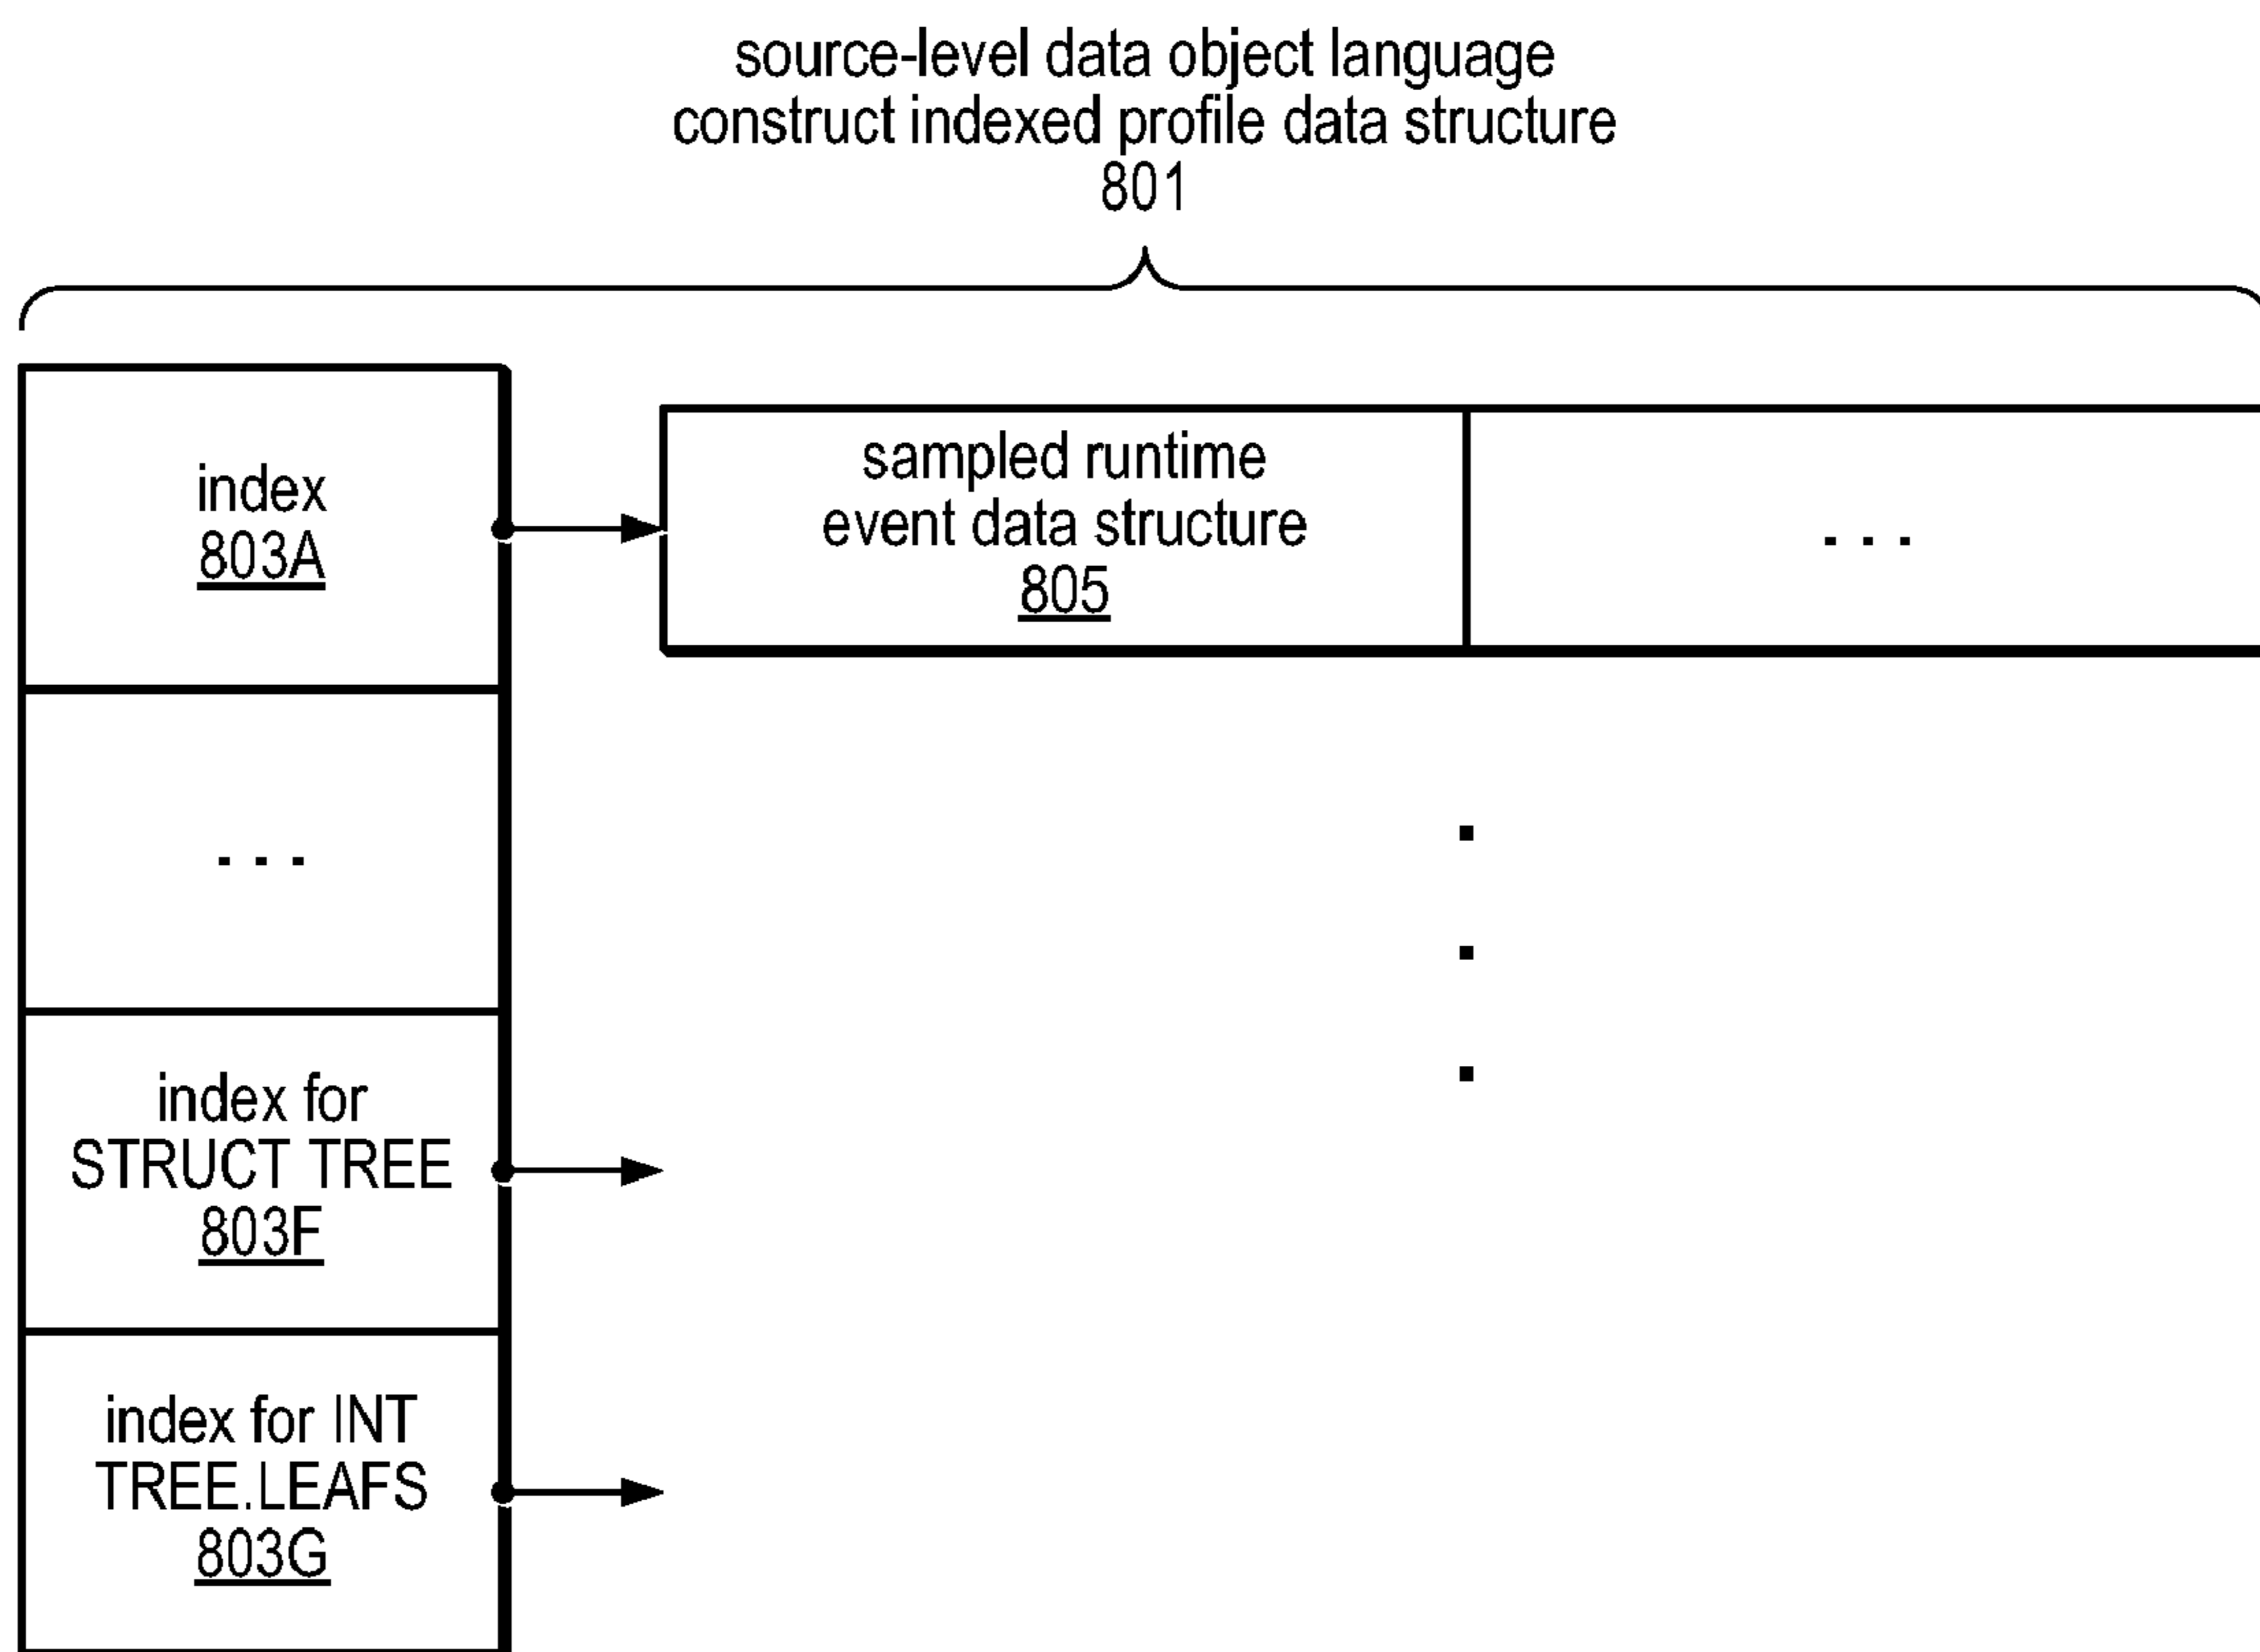 source-level data object language
construct indexed profile data structure
801
index
803A
sampled runtime
event data structure
805
. . .
. . .
index for
STRUCT TREE
803F
index for INT
TREE.LEAFS
803G